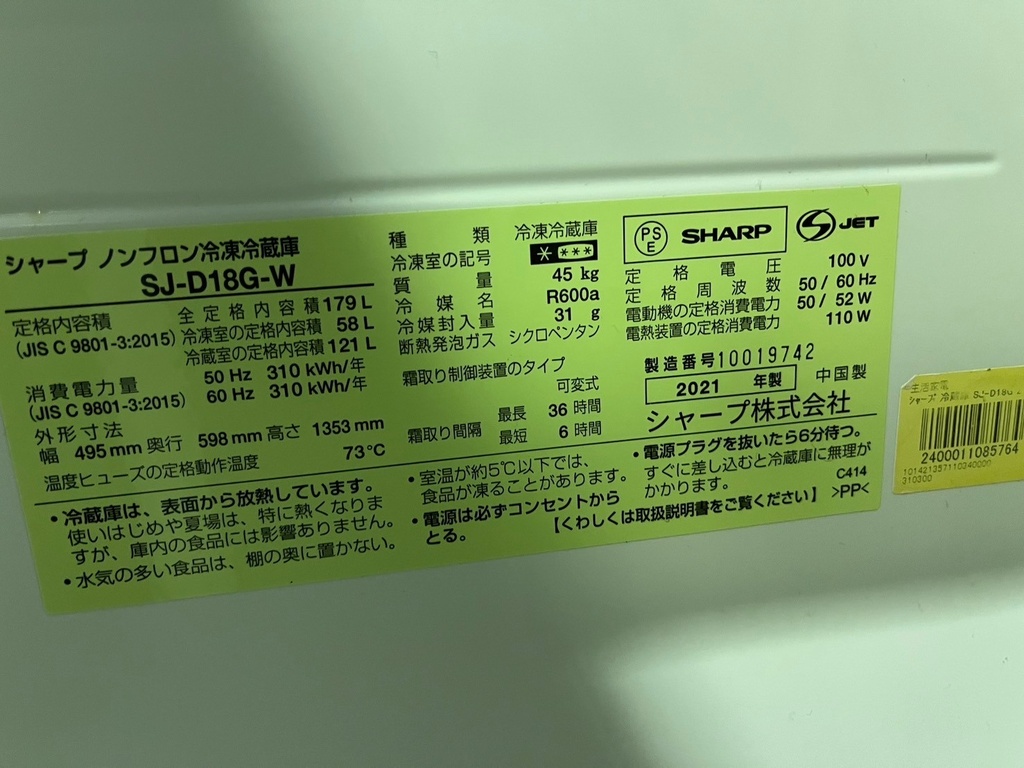 シャープ ノンフロン冷凍冷蔵庫
SJ-D18G-W
定格内容積
(JIS C 9801-3:2015)
全定格内容積 179 L
冷凍室の定格内容積 58 L
冷蔵室の定格内容積 121 L
消費電力量
(JIS C 9801-3:2015)
50 Hz 310 kWh/年
60 Hz 310 kWh/年
外形寸法
幅 495 mm 奥行 598 mm 高さ 1353 mm
温度ヒューズの定格動作温度 73℃
種類 冷凍冷蔵庫
冷凍室の記号 * ***
質量 45 kg
冷媒名 R600a
冷媒封入量 31 g
断熱発泡ガス シクロペンタン
霜取り制御装置のタイプ
可変式
霜取り間隔
最長 36 時間
最短 6 時間
PSE
SHARP
S JET
定格電圧 100 V
定格周波数 50 / 60 Hz
電動機の定格消費電力 50 / 52 W
電熱装置の定格消費電力 110 W
製造番号 10019742
2021 年製 中国製
シャープ株式会社
•冷蔵庫は、表面から放熱しています。
使いはじめや夏場は、特に熱くなりま
すが、庫内の食品には影響ありません。
•水気の多い食品は、棚の奥に置かない。
•室温が約5℃以下では、
食品が凍ることがあります。
•電源は必ずコンセントから
とる。
•電源プラグを抜いたら6分待つ。
すぐに差し込むと冷蔵庫に無理が
かかります。
C414
【くわしくは取扱説明書をご覧ください】 >PP<
生活家電
シャープ 冷蔵庫 SJ-D18G
2400011085764
1014213571103400000
310300